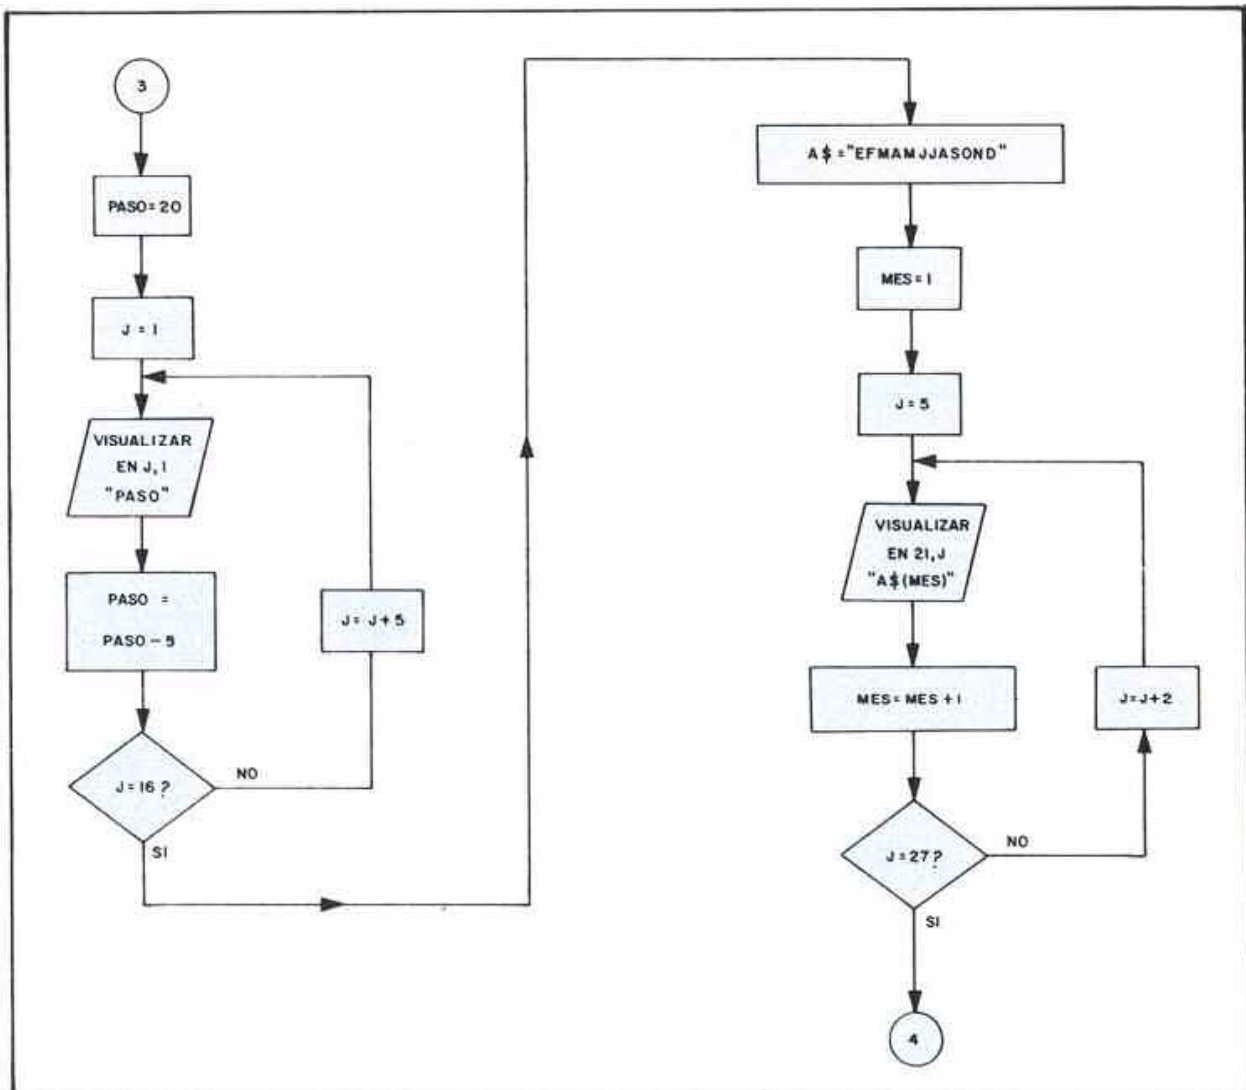 3
PASO=20
J = 1
VISUALIZAR
EN J, 1
"PASO"
PASO =
PASO - 5
J = J + 5
J = 16 ?
NO
SI
A$ = "EFMAMJJASOND"
MES = 1
J = 5
VISUALIZAR
EN 21, J
"A$(MES)"
MES = MES + 1
J = J + 2
J = 27 ?
NO
SI
4